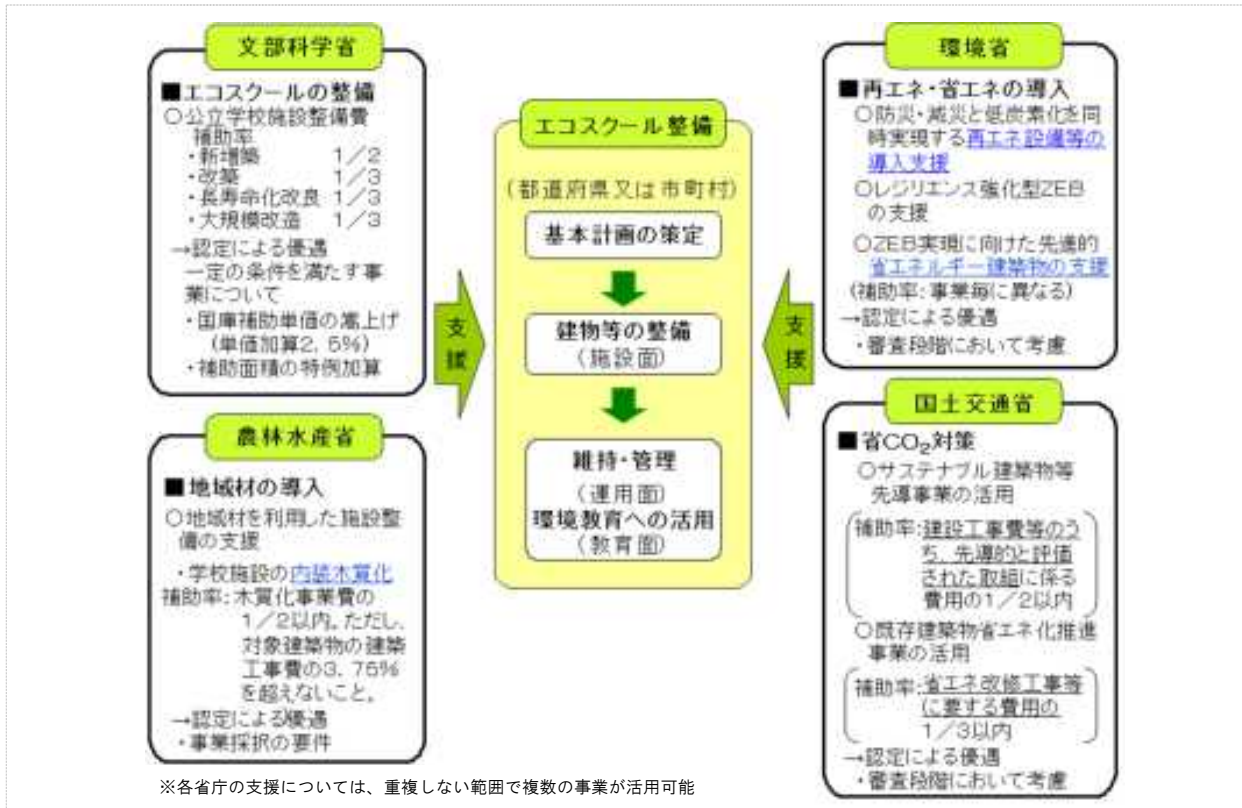 文部科学省
■エコスクールの整備
○公立学校施設整備費
補助率
・新増築 1/2
・改築 1/3
・長寿命化改良 1/3
・大規模改造 1/3
→認定による優遇
一定の条件を満たす事
業について
・国庫補助単価の嵩上げ
(単価加算2.5%)
・補助面積の特例加算
支援
農林水産省
■地域材の導入
○地域材を利用した施設整
備の支援
・学校施設の内装木質化
補助率:木質化事業費の
1/2以内。ただし、
対象建築物の建築
工事費の3.75%
を超えないこと。
→認定による優遇
・事業採択の要件
エコスクール整備
(都道府県又は市町村)
基本計画の策定
建物等の整備
(施設面)
維持・管理
(運用面)
環境教育への活用
(教育面)
支援
環境省
■再エネ・省エネの導入
○防災・減災と低炭素化を同
時実現する再エネ設備等の
導入支援
○レジリエンス強化型ZEB
の支援
○ZEB実現に向けた先進的
省エネルギー建築物の支援
(補助率:事業毎に異なる)
→認定による優遇
・審査段階において考慮
国土交通省
■省CO₂対策
○サステナブル建築物等
先導事業の活用
補助率:建設工事費等のう
ち、先導的と評価
された取組に係る
費用の1/2以内
○既存建築物省エネ化推進
事業の活用
補助率:省エネ改修工事等
に要する費用の
1/3以内
→認定による優遇
・審査段階において考慮
※各省庁の支援については、重複しない範囲で複数の事業が活用可能